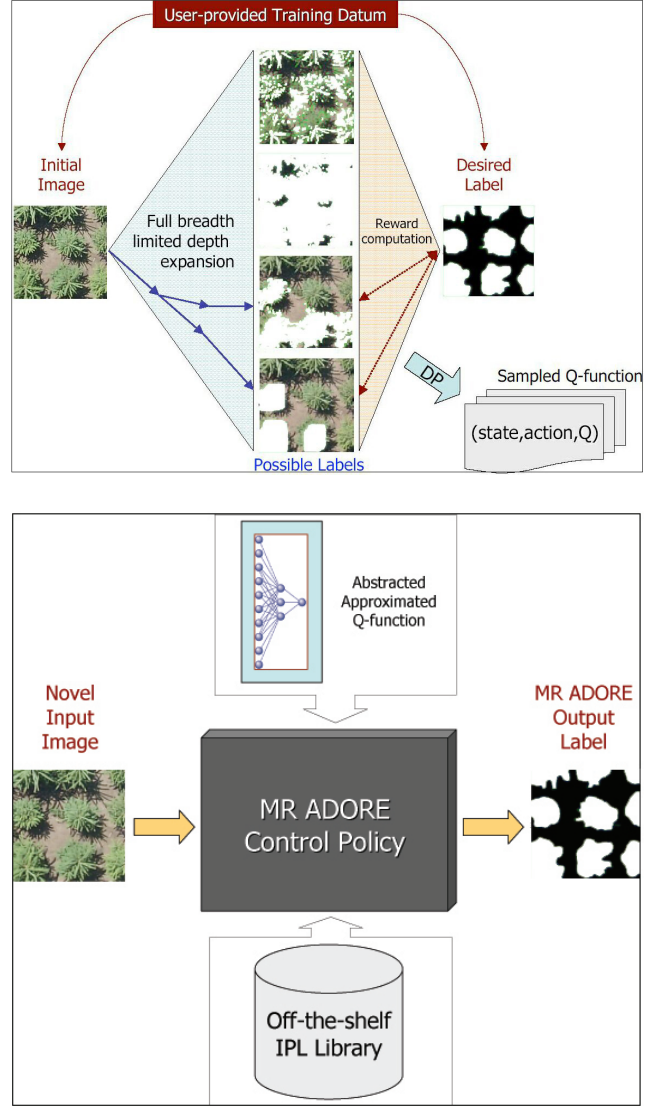 User-provided Training Datum
Initial
Image
Desired
Label
Full breadth
limited depth
expansion
Reward
computation
DP
Sampled Q-function
(state,action,Q)
Possible Labels
Abstracted
Approximated
Q-function
Novel
Input
Image
MR ADORE
Output
Label
MR ADORE
Control Policy
Off-the-shelf
IPL Library